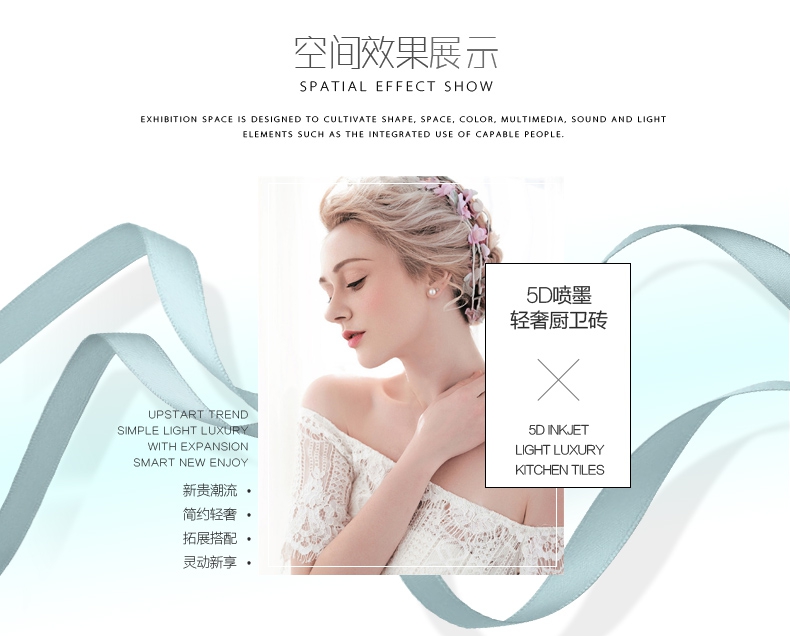 空间效果展示
SPATIAL EFFECT SHOW
EXHIBITION SPACE IS DESIGNED TO CULTIVATE SHAPE, SPACE, COLOR, MULTIMEDIA, SOUND AND LIGHT
ELEMENTS SUCH AS THE INTEGRATED USE OF CAPABLE PEOPLE.
5D喷墨
轻奢厨卫砖
5D INKJET
LIGHT LUXURY
KITCHEN TILES
UPSTART TREND
SIMPLE LIGHT LUXURY
WITH EXPANSION
SMART NEW ENJOY
新贵潮流 •
简约轻奢 •
拓展搭配 •
灵动新享 •